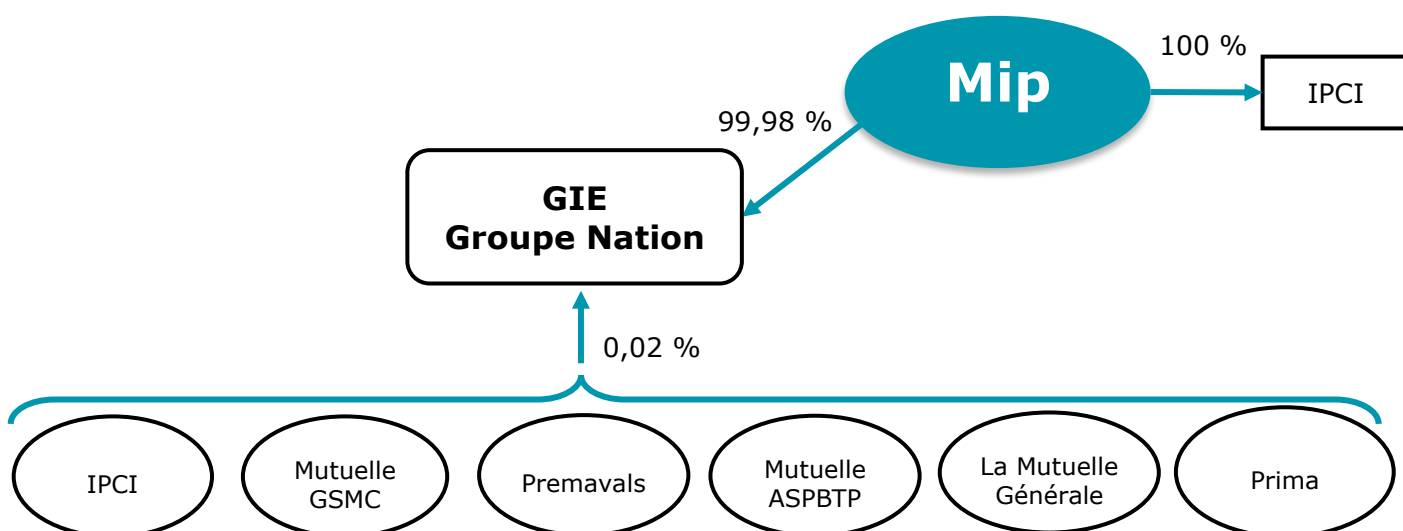 Mip
100 %
IPCI
99,98 %
GIE
Groupe Nation
0,02 %
IPCI
Mutuelle
GSMC
Premavals
Mutuelle
ASPBTP
La Mutuelle
Générale
Prima